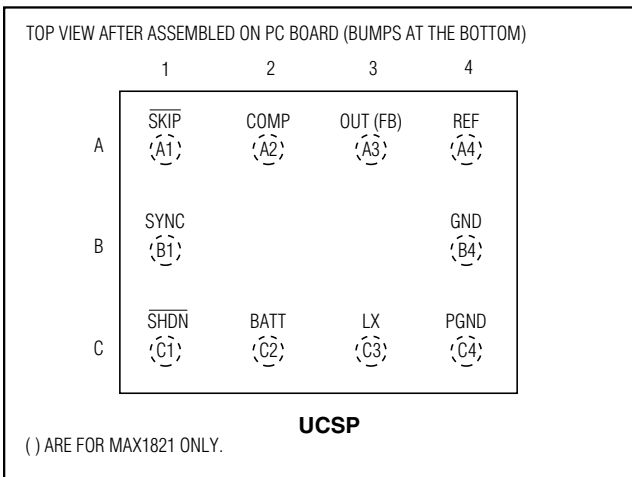 TOP VIEW AFTER ASSEMBLED ON PC BOARD (BUMPS AT THE BOTTOM)
1 2 3 4
SKIP COMP OUT (FB) REF
A A1 A2 A3 A4
SYNC GND
B B1 B4
SHDN BATT LX PGND
C C1 C2 C3 C4
UCSP
( ) ARE FOR MAX1821 ONLY.